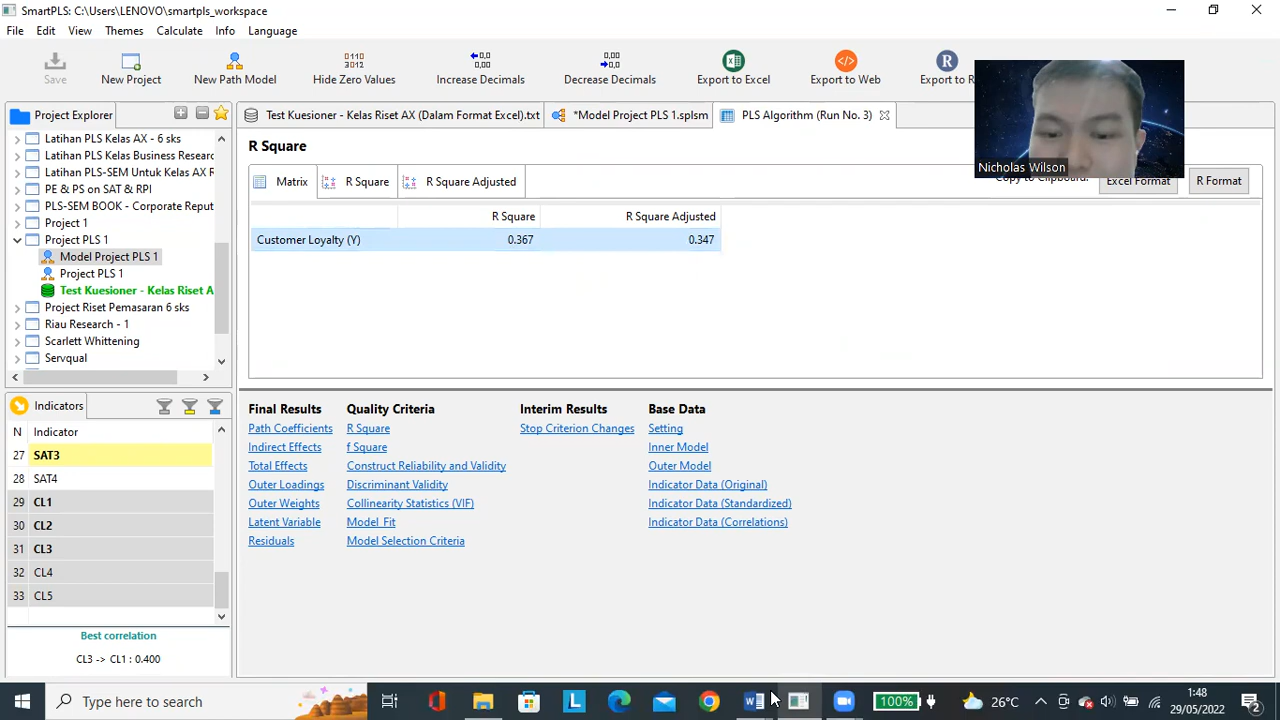 SmartPLS: C:\Users\LENOVO\smartpls_workspace
File Edit View Themes Calculate Info Language
Save
New Project
New Path Model
Hide Zero Values
Increase Decimals
Decrease Decimals
Export to Excel
Export to Web
Export to R
Project Explorer
Latihan PLS Kelas AX - 6 sks
Latihan PLS Kelas Business Researc
Latihan PLS-SEM Untuk Kelas AX F
PE & PS on SAT & RPI
PLS-SEM BOOK - Corporate Reput
Project 1
Project PLS 1
Model Project PLS 1
Project PLS 1
Test Kuesioner - Kelas Riset A
Project Riset Pemasaran 6 sks
Riau Research - 1
Scarlett Whittening
Servqual
Indicators
N Indicator
27 SAT3
28 SAT4
29 CL1
30 CL2
31 CL3
32 CL4
33 CL5
Best correlation
CL3 -> CL1 : 0.400
Test Kuesioner - Kelas Riset AX (Dalam Format Excel).txt
*Model Project PLS 1.splsm
PLS Algorithm (Run No. 3)
R Square
Matrix
R Square
R Square Adjusted
Copy to Clipboard:
Excel Format
R Format
R Square R Square Adjusted
Customer Loyalty (Y) 0.367 0.347
Nicholas Wilson
Final Results
Path Coefficients
Indirect Effects
Total Effects
Outer Loadings
Outer Weights
Latent Variable
Residuals
Quality Criteria
R Square
f Square
Construct Reliability and Validity
Discriminant Validity
Collinearity Statistics (VIF)
Model_Fit
Model Selection Criteria
Interim Results
Stop Criterion Changes
Base Data
Setting
Inner Model
Outer Model
Indicator Data (Original)
Indicator Data (Standardized)
Indicator Data (Correlations)
Type here to search
100%
26°C
1:48
29/05/2022
2